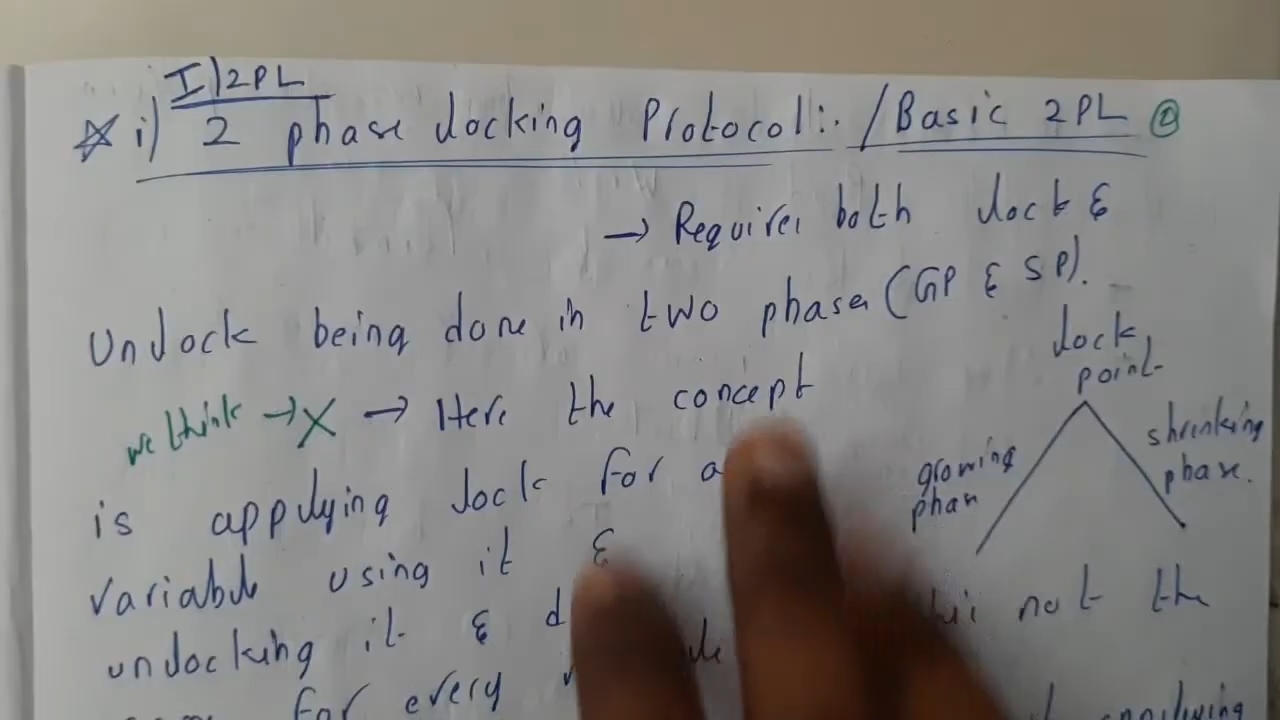 I) 2PL
i) 2 phase locking Protocol:. / Basic 2PL
→ Requires both lock &
Unlock being done in two phases (GP & SP).
lock point
we think → X → Here the concept
growing phase
shrinking phase.
is applying lock for a
variable using it &
unlocking it & not the
for every